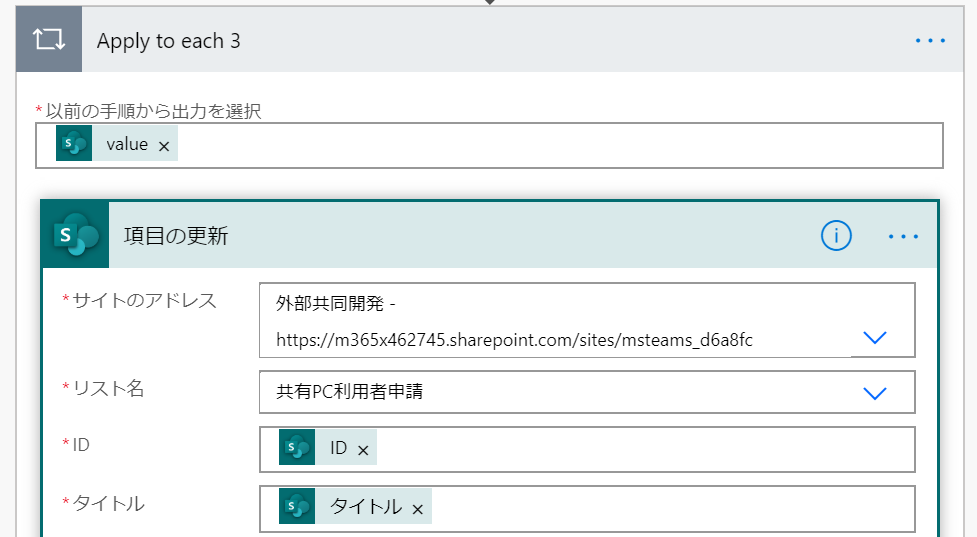 Apply to each 3
...
*以前の手順から出力を選択
S value ×
S 項目の更新 i ...
*サイトのアドレス
外部共同開発 -
https://m365x462745.sharepoint.com/sites/msteams_d6a8fc
*リスト名
共有PC利用者申請
*ID
S ID ×
*タイトル
S タイトル ×